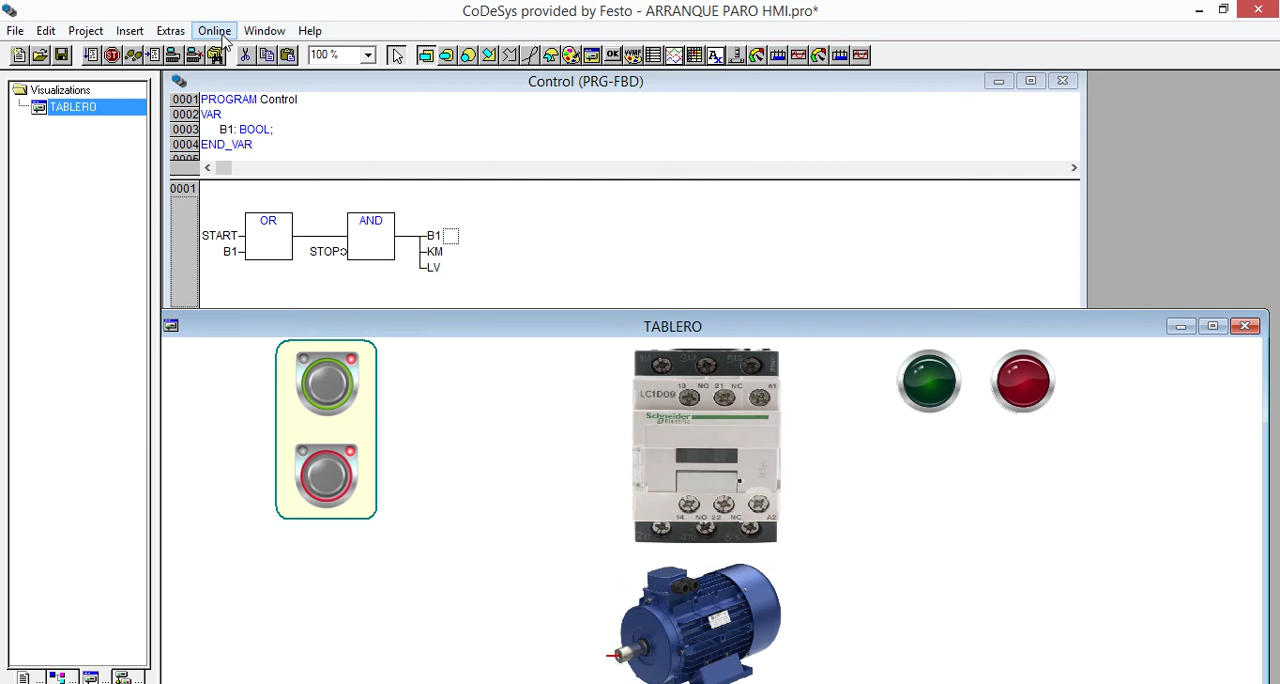 CoDeSys provided by Festo - ARRANQUE PARO HMI.pro*
File Edit Project Insert Extras Online Window Help
100 %
Visualizations
TABLERO
Control (PRG-FBD)
0001 PROGRAM Control
0002 VAR
0003 B1: BOOL;
0004 END_VAR
0005
0001
OR AND
START B1
B1 STOP KM
LV
TABLERO
13 NO 21 NC A1
LC1D09
Schneider
Electric
14 NO 22 NC A2